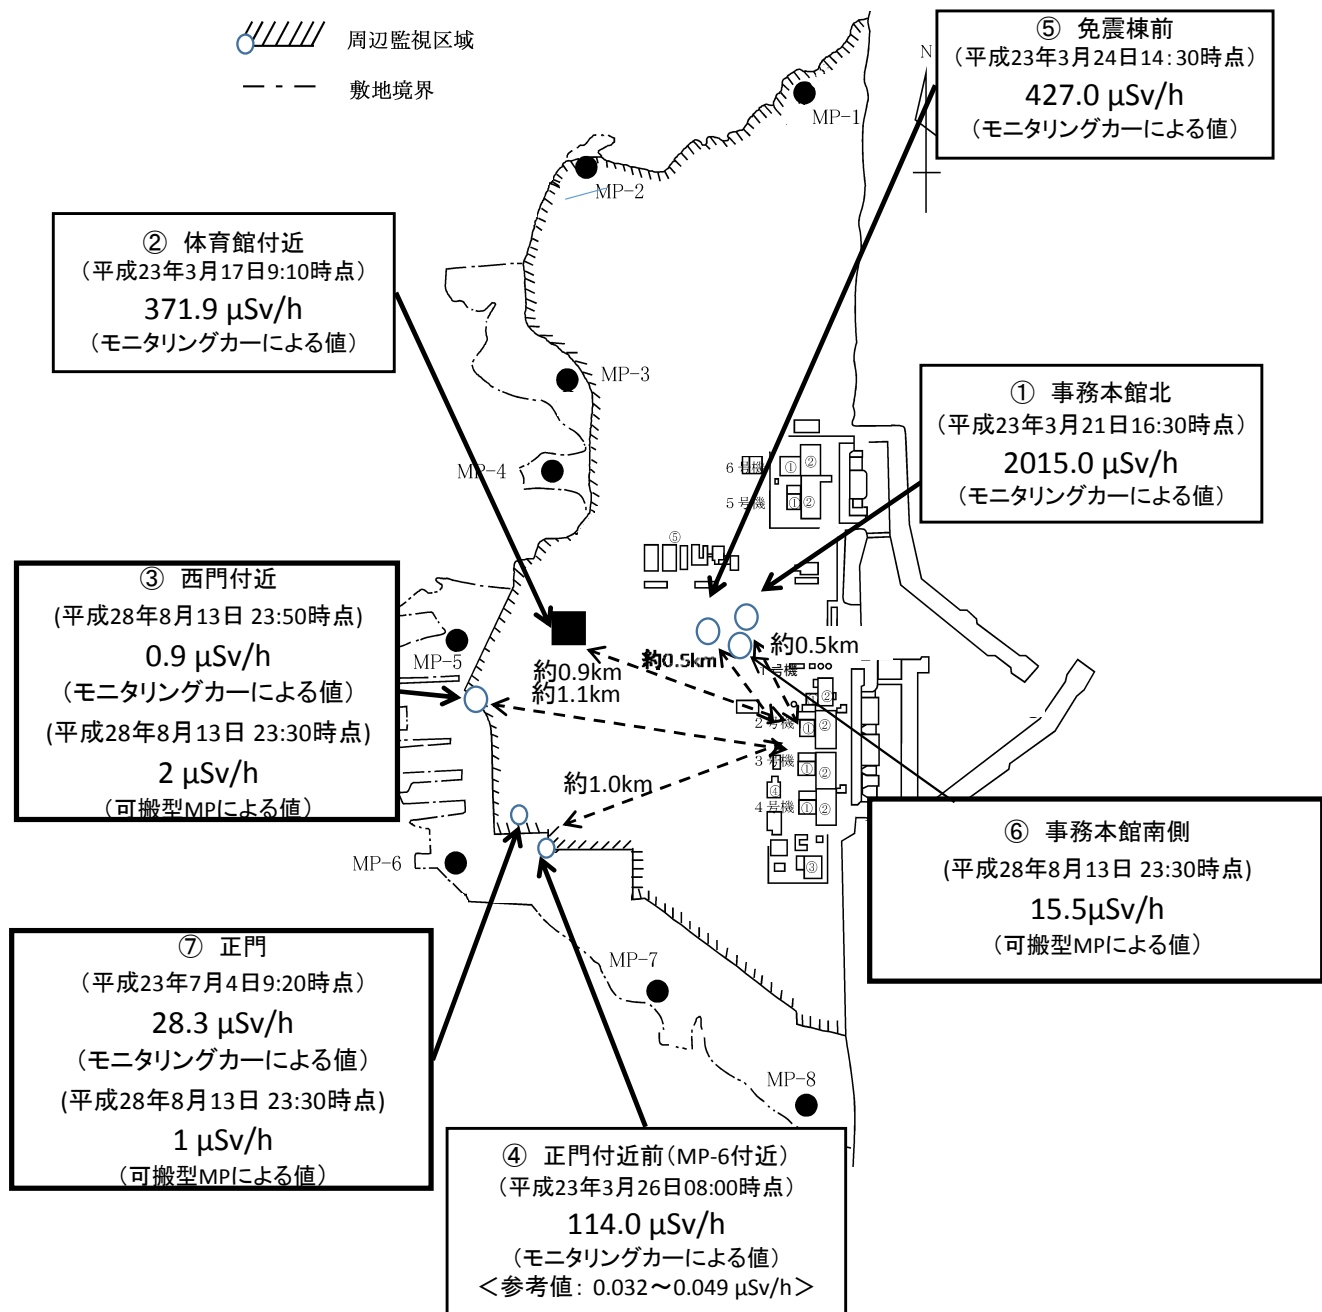 周辺監視区域
敷地境界
⑤ 免震棟前
（平成23年3月24日14：30時点）
427.0 μSv/h
（モニタリングカーによる値）
N
MP-1
MP-2
② 体育館付近
（平成23年3月17日9:10時点）
371.9 μSv/h
（モニタリングカーによる値）
MP-3
① 事務本館北
（平成23年3月21日16:30時点）
2015.0 μSv/h
（モニタリングカーによる値）
MP-4
6号機
① ②
5号機
① ②
⑤
③ 西門付近
(平成28年8月13日 23:50時点)
0.9 μSv/h
（モニタリングカーによる値）
(平成28年8月13日 23:30時点)
2 μSv/h
（可搬型MPによる値）
MP-5
約0.9km
約1.1km
約0.5km
約0.5km
1号機
②
2号機
① ②
3号機
① ②
④
4号機
① ②
③
約1.0km
MP-6
⑥ 事務本館南側
(平成28年8月13日 23:30時点)
15.5μSv/h
（可搬型MPによる値）
⑦ 正門
（平成23年7月4日9:20時点）
28.3 μSv/h
（モニタリングカーによる値）
(平成28年8月13日 23:30時点)
1 μSv/h
（可搬型MPによる値）
MP-7
MP-8
④ 正門付近前（MP-6付近）
（平成23年3月26日08:00時点）
114.0 μSv/h
（モニタリングカーによる値）
＜参考値： 0.032～0.049 μSv/h＞